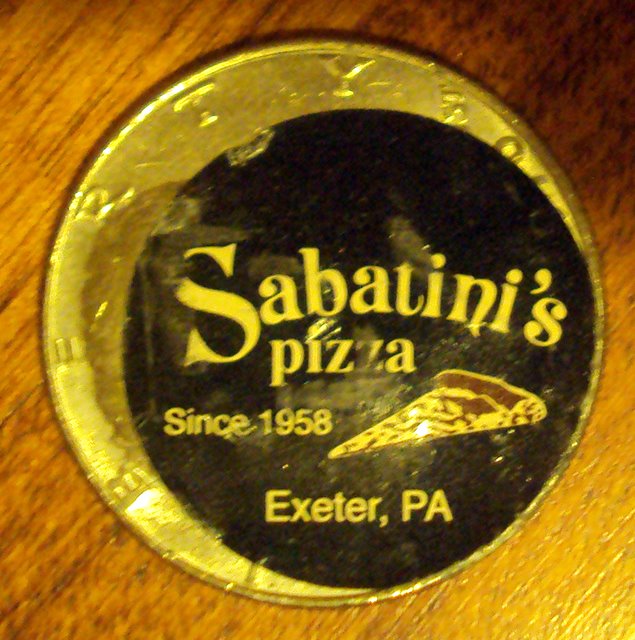 Sabatini's
pizza
Since 1958
Exeter, PA